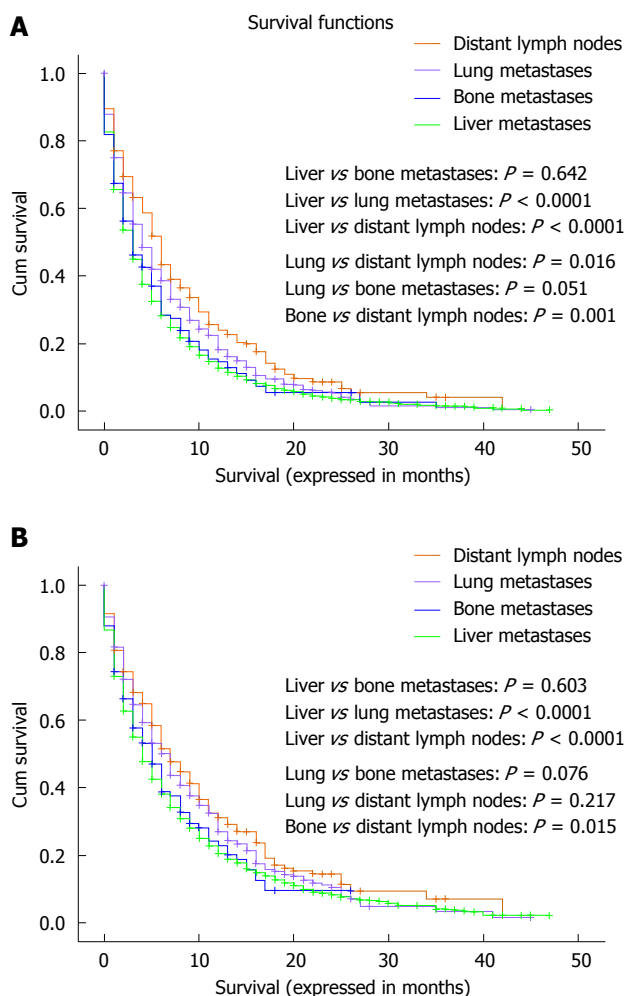 A
Survival functions
Distant lymph nodes
Lung metastases
Bone metastases
Liver metastases
1.0
0.8
0.6
0.4
0.2
0.0
Cum survival
Liver vs bone metastases: P = 0.642
Liver vs lung metastases: P < 0.0001
Liver vs distant lymph nodes: P < 0.0001
Lung vs distant lymph nodes: P = 0.016
Lung vs bone metastases: P = 0.051
Bone vs distant lymph nodes: P = 0.001
0 10 20 30 40 50
Survival (expressed in months)
B
Distant lymph nodes
Lung metastases
Bone metastases
Liver metastases
1.0
0.8
0.6
0.4
0.2
0.0
Cum survival
Liver vs bone metastases: P = 0.603
Liver vs lung metastases: P < 0.0001
Liver vs distant lymph nodes: P < 0.0001
Lung vs bone metastases: P = 0.076
Lung vs distant lymph nodes: P = 0.217
Bone vs distant lymph nodes: P = 0.015
0 10 20 30 40 50
Survival (expressed in months)